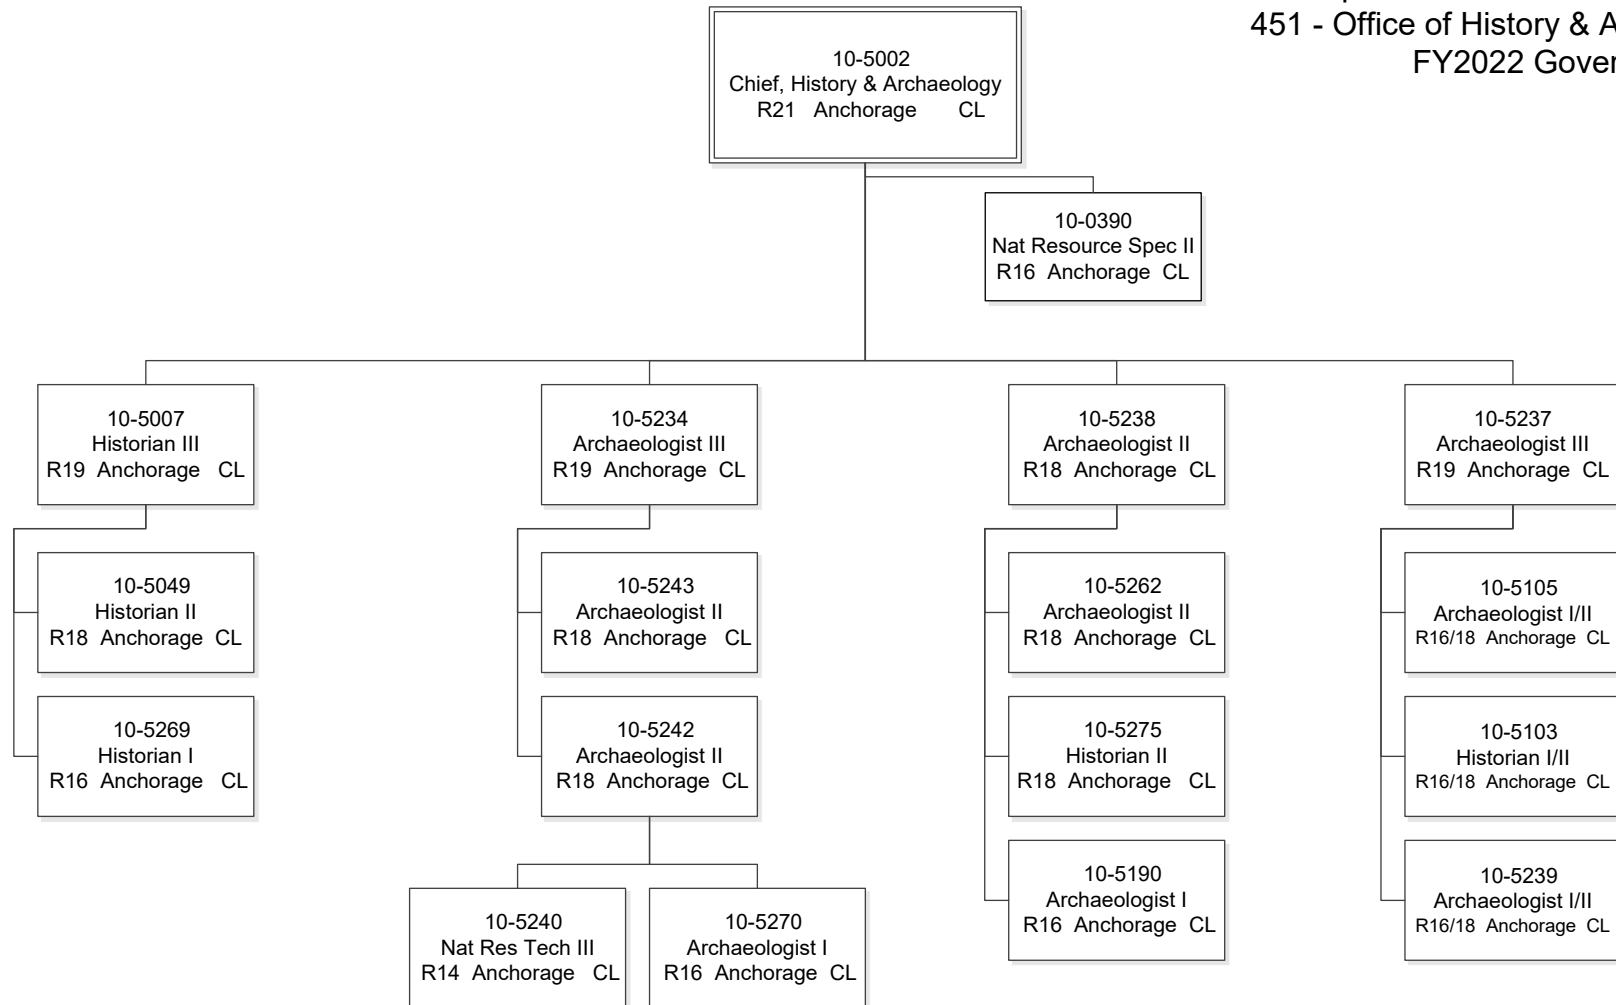 451 - Office of History & A
FY2022 Gover
10-5002
Chief, History & Archaeology
R21 Anchorage CL
10-0390
Nat Resource Spec II
R16 Anchorage CL
10-5007
Historian III
R19 Anchorage CL
10-5234
Archaeologist III
R19 Anchorage CL
10-5238
Archaeologist II
R18 Anchorage CL
10-5237
Archaeologist III
R19 Anchorage CL
10-5049
Historian II
R18 Anchorage CL
10-5243
Archaeologist II
R18 Anchorage CL
10-5262
Archaeologist II
R18 Anchorage CL
10-5105
Archaeologist I/II
R16/18 Anchorage CL
10-5269
Historian I
R16 Anchorage CL
10-5242
Archaeologist II
R18 Anchorage CL
10-5275
Historian II
R18 Anchorage CL
10-5103
Historian I/II
R16/18 Anchorage CL
10-5190
Archaeologist I
R16 Anchorage CL
10-5239
Archaeologist I/II
R16/18 Anchorage CL
10-5240
Nat Res Tech III
R14 Anchorage CL
10-5270
Archaeologist I
R16 Anchorage CL